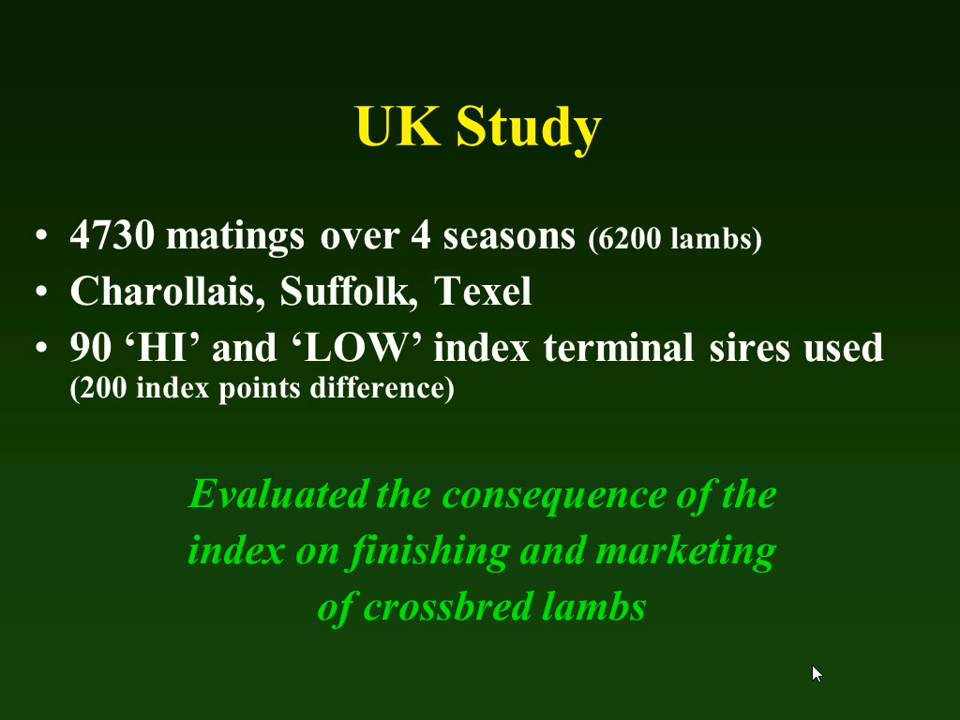 UK Study
• 4730 matings over 4 seasons (6200 lambs)
• Charollais, Suffolk, Texel
• 90 ‘HI’ and ‘LOW’ index terminal sires used
(200 index points difference)
Evaluated the consequence of the
index on finishing and marketing
of crossbred lambs